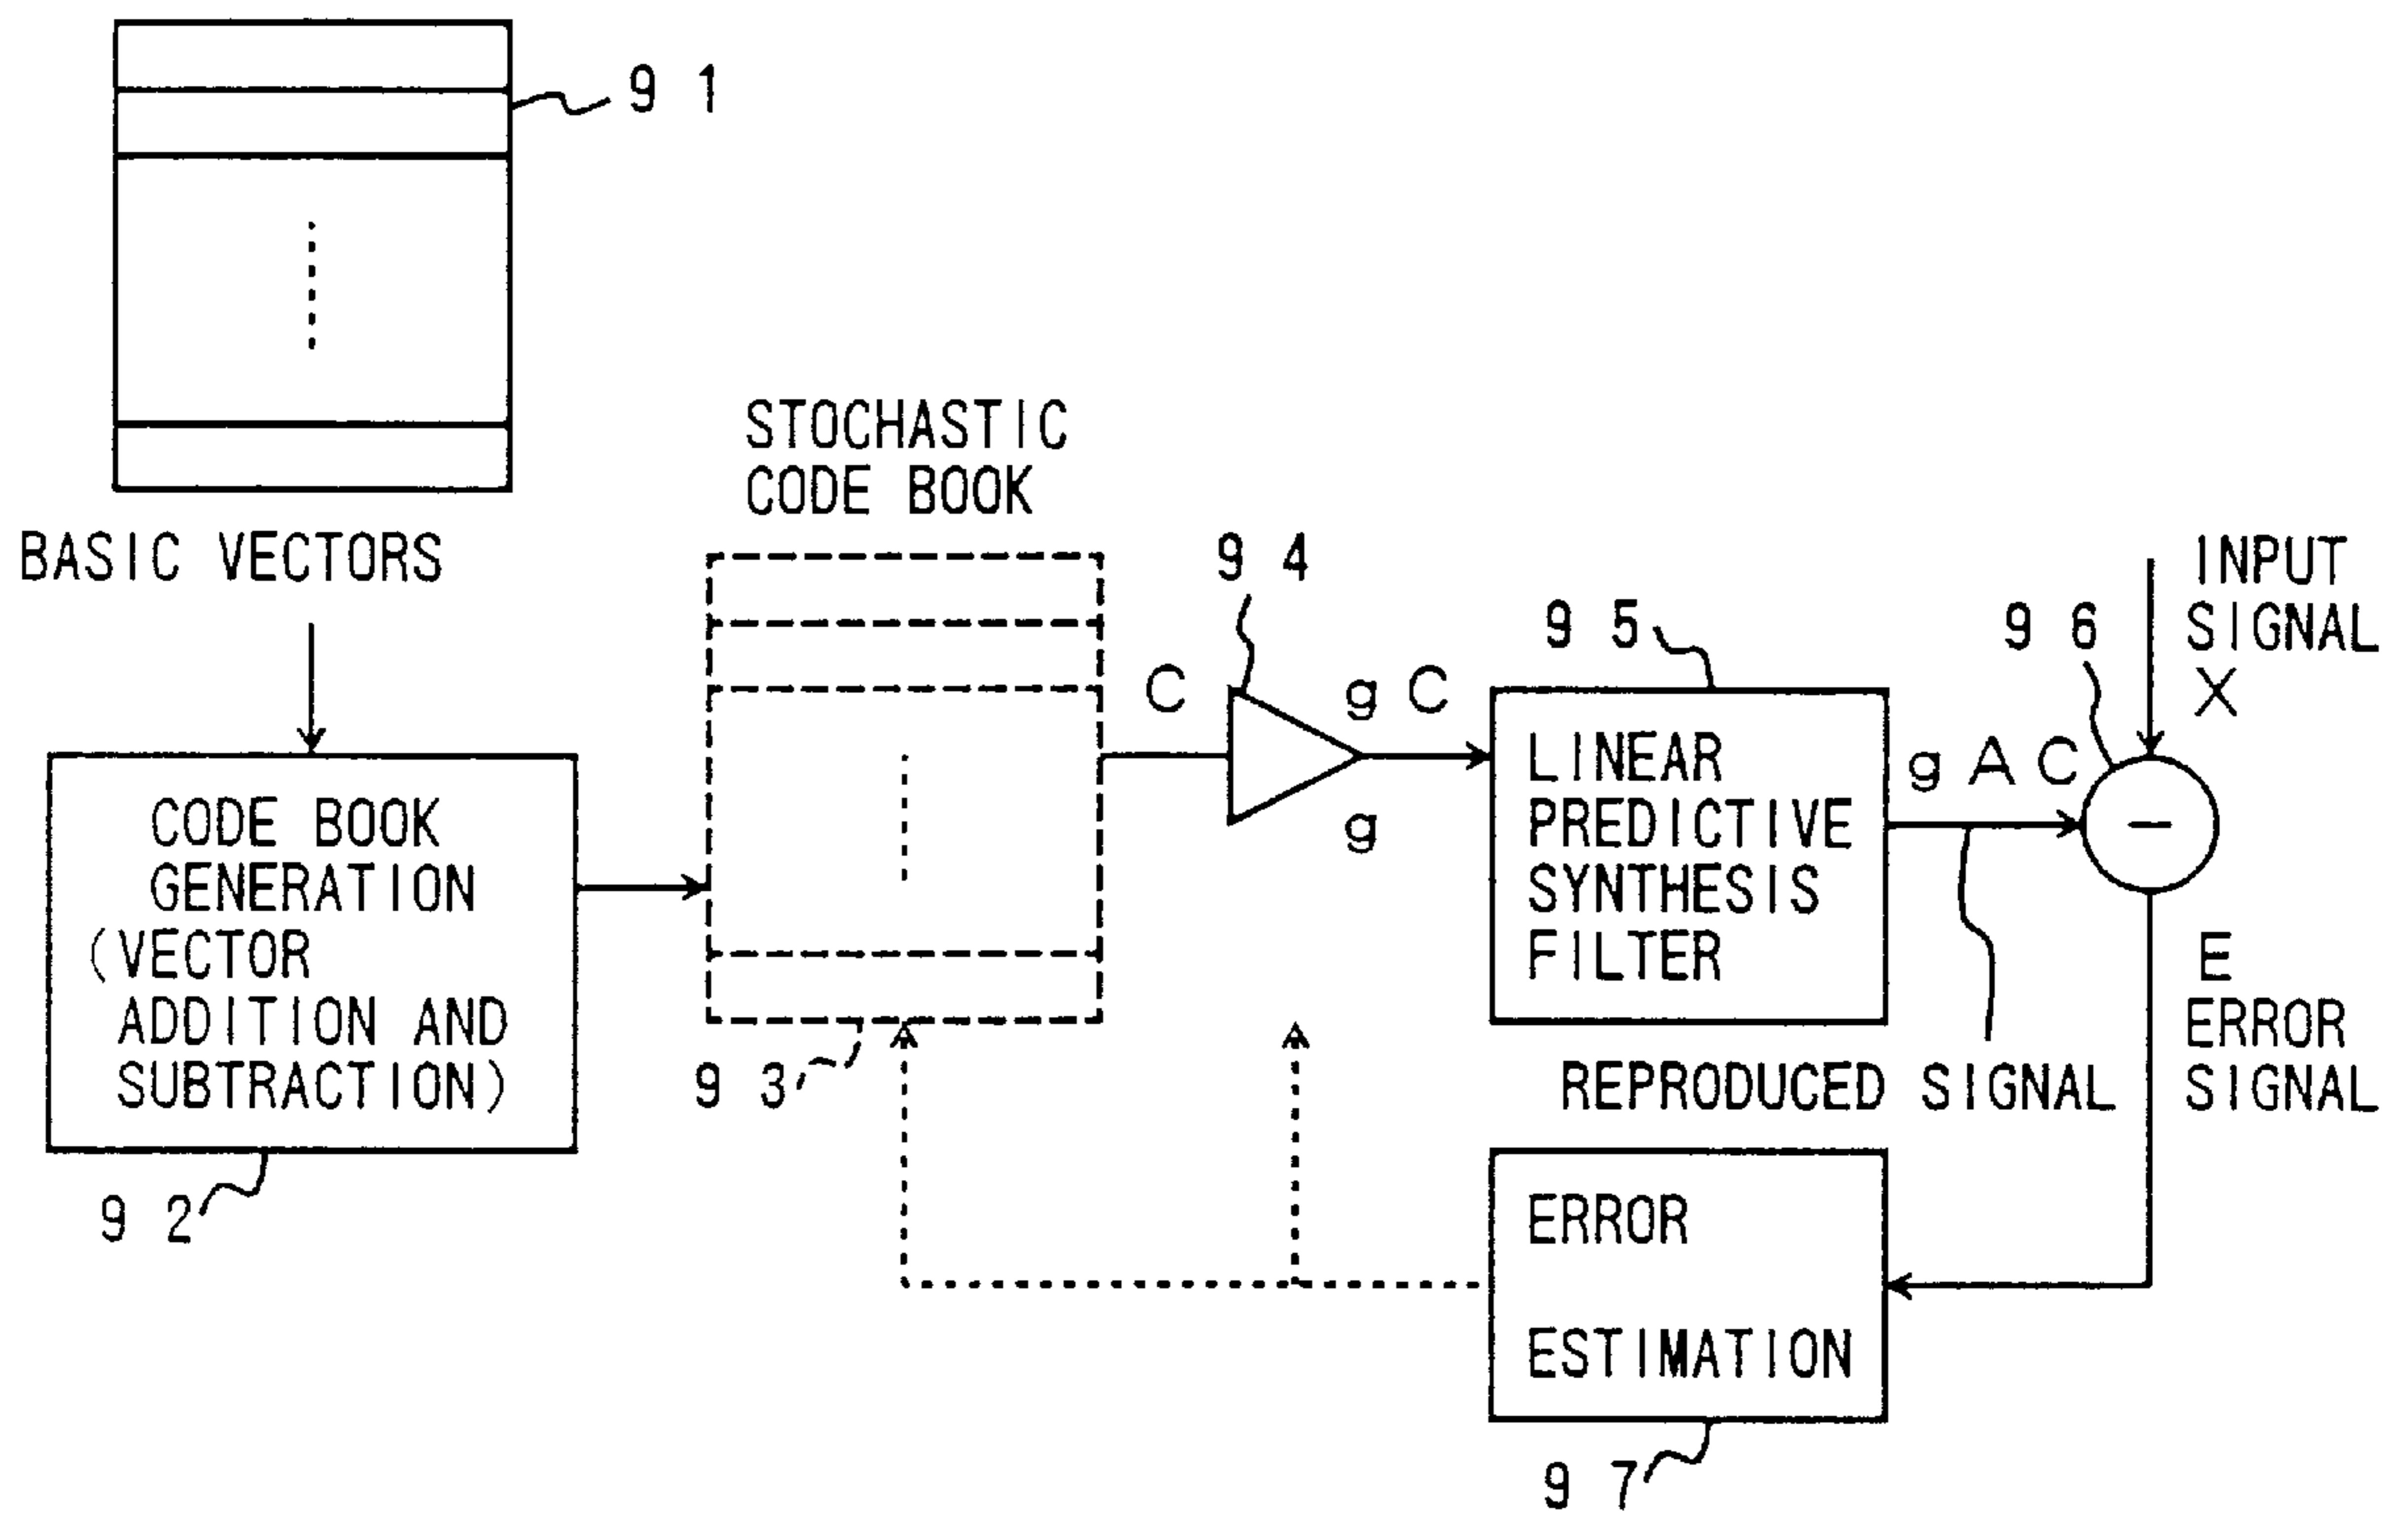 9 1
BASIC VECTORS
CODE BOOK
GENERATION
(VECTOR
ADDITION AND
SUBTRACTION)
9 2
STOCHASTIC
CODE BOOK
9 3
C
9 4
g C
g
9 5
LINEAR
PREDICTIVE
SYNTHESIS
FILTER
g A C
REPRODUCED SIGNAL
9 6
INPUT
SIGNAL
X
−
E
ERROR
SIGNAL
ERROR
ESTIMATION
9 7